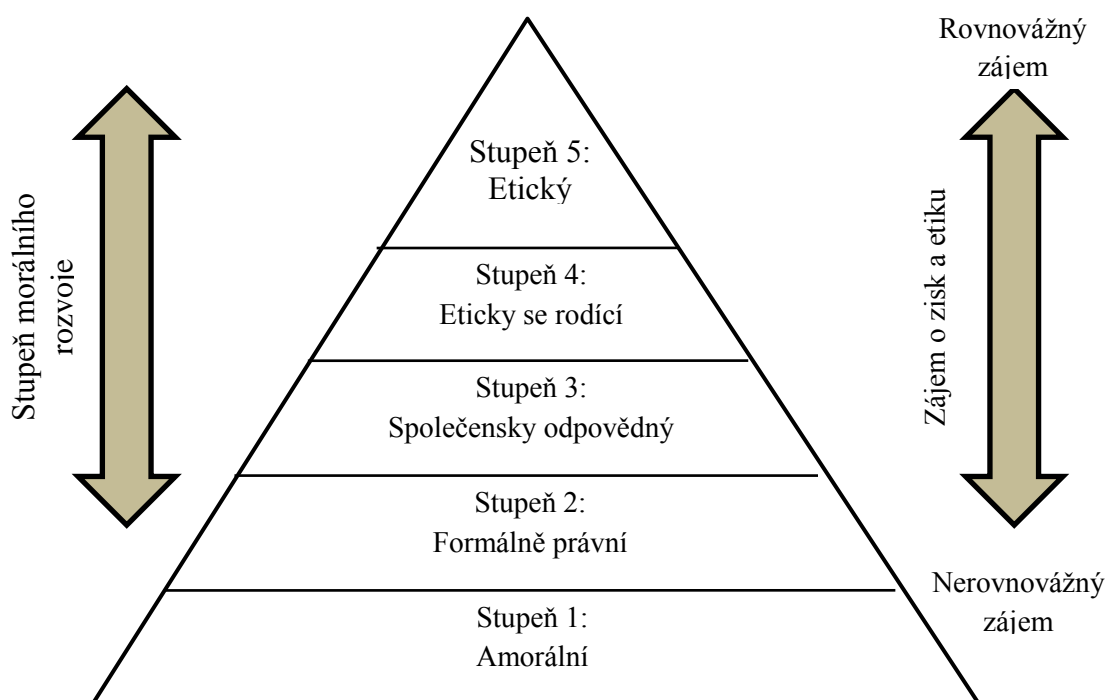 Rovnovážný
zájem
Stupeň 5:
Etický
Stupeň morálního
rozvoje
Zájem o zisk a etiku
Stupeň 4:
Eticky se rodící
Stupeň 3:
Společensky odpovědný
Stupeň 2:
Formálně právní
Nerovnovážný
zájem
Stupeň 1:
Amorální